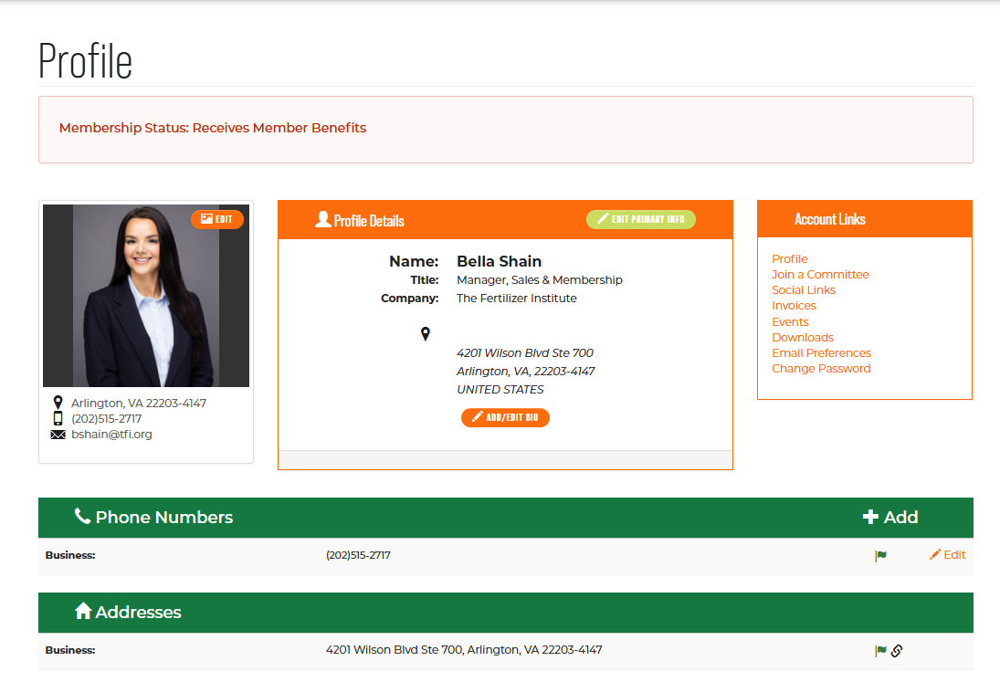 Profile
Membership Status: Receives Member Benefits
EDIT
Arlington, VA 22203-4147
(202)515-2717
bshain@tfi.org
Profile Details
EDIT PRIMARY INFO
Name: Bella Shain
Title: Manager, Sales & Membership
Company: The Fertilizer Institute
4201 Wilson Blvd Ste 700
Arlington, VA, 22203-4147
UNITED STATES
ADD/EDIT BIO
Account Links
Profile
Join a Committee
Social Links
Invoices
Events
Downloads
Email Preferences
Change Password
Phone Numbers Add
Business: (202)515-2717 Edit
Addresses
Business: 4201 Wilson Blvd Ste 700, Arlington, VA 22203-4147